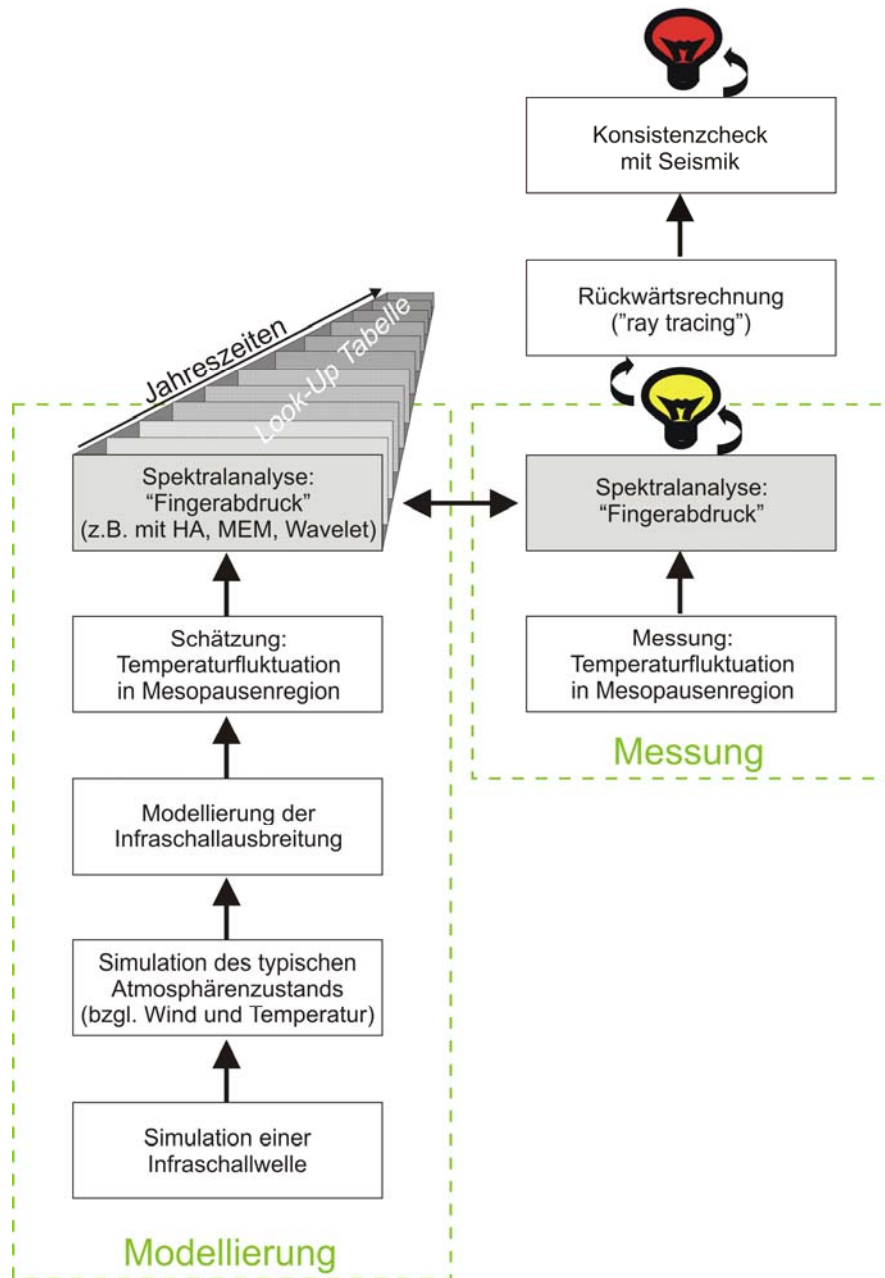 Konsistenzcheck
mit Seismik
Rückwärtsrechnung
("ray tracing")
Jahreszeiten
Look-Up Tabelle
Spektralanalyse:
"Fingerabdruck"
(z.B. mit HA, MEM, Wavelet)
Spektralanalyse:
"Fingerabdruck"
Schätzung:
Temperaturfluktuation
in Mesopausenregion
Messung:
Temperaturfluktuation
in Mesopausenregion
Messung
Modellierung der
Infraschallausbreitung
Simulation des typischen
Atmosphärenzustands
(bzgl. Wind und Temperatur)
Simulation einer
Infraschallwelle
Modellierung